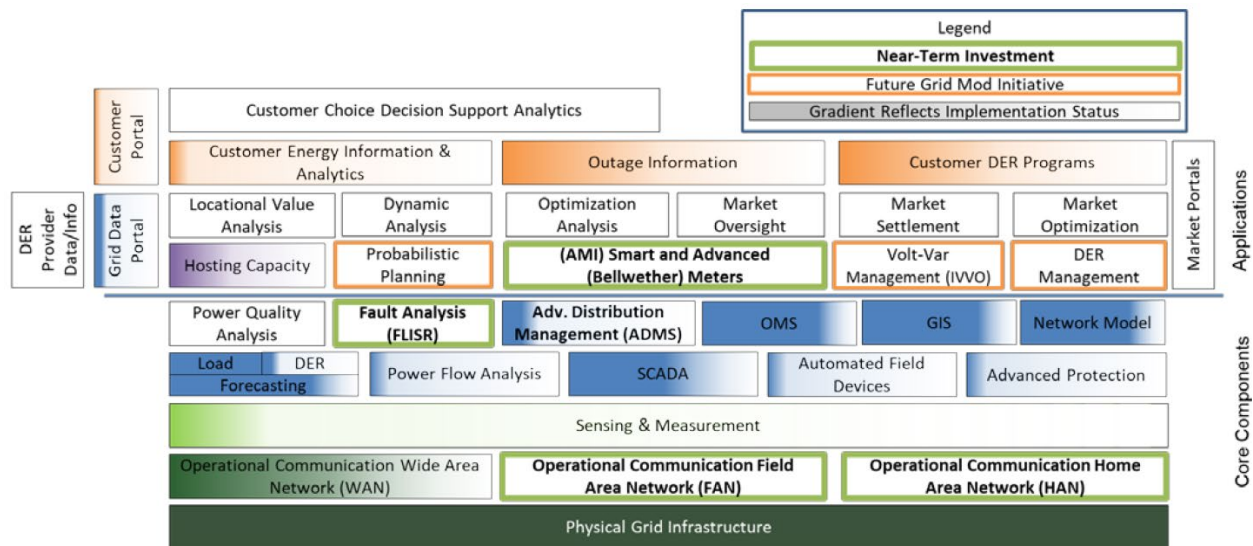 Legend
Near-Term Investment
Future Grid Mod Initiative
Gradient Reflects Implementation Status
Customer
Portal
Customer Choice Decision Support Analytics
Customer Energy Information &
Analytics
Outage Information
Customer DER Programs
DER
Provider
Data/Info
Grid Data
Portal
Locational Value
Analysis
Dynamic
Analysis
Optimization
Analysis
Market
Oversight
Market
Settlement
Market
Optimization
Market Portals
Applications
Hosting Capacity
Probabilistic
Planning
(AMI) Smart and Advanced
(Bellwether) Meters
Volt-Var
Management (IVVO)
DER
Management
Power Quality
Analysis
Fault Analysis
(FLISR)
Adv. Distribution
Management (ADMS)
OMS
GIS
Network Model
Load
DER
Forecasting
Power Flow Analysis
SCADA
Automated Field
Devices
Advanced Protection
Core Components
Sensing & Measurement
Operational Communication Wide Area
Network (WAN)
Operational Communication Field
Area Network (FAN)
Operational Communication Home
Area Network (HAN)
Physical Grid Infrastructure